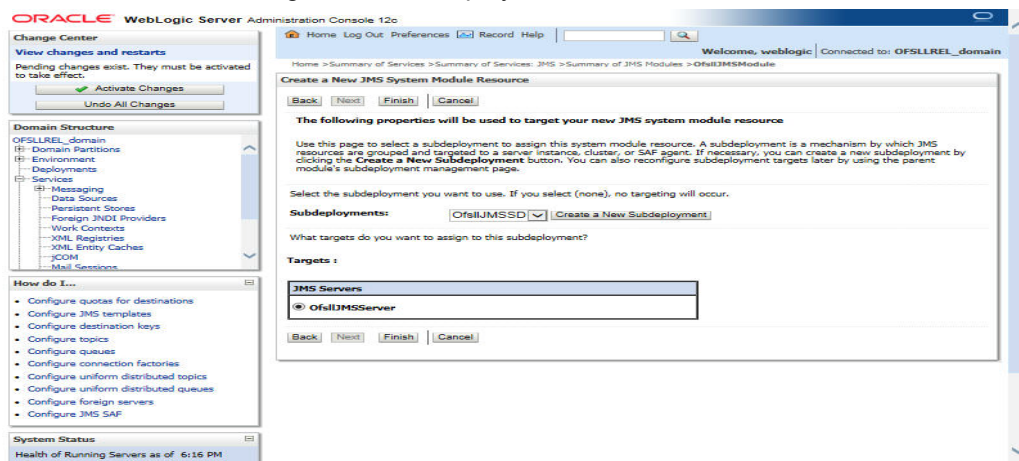 ORACLE WebLogic Server Administration Console 12c
Change Center
View changes and restarts
Pending changes exist. They must be activated
to take effect.
Activate Changes
Undo All Changes
Domain Structure
OFSLLREL_domain
Domain Partitions
Environment
Deployments
Services
Messaging
Data Sources
Persistent Stores
Foreign JNDI Providers
Work Contexts
XML Registries
XML Entity Caches
jCOM
Mail Sessions
How do I...
Configure quotas for destinations
Configure JMS templates
Configure destination keys
Configure topics
Configure queues
Configure connection factories
Configure uniform distributed topics
Configure uniform distributed queues
Configure foreign servers
Configure JMS SAF
System Status
Health of Running Servers as of 6:16 PM
Home Log Out Preferences Record Help
Welcome, weblogic Connected to: OFSLLREL_domain
Home >Summary of Services >Summary of Services: JMS >Summary of JMS Modules >OfsllJMSModule
Create a New JMS System Module Resource
Back Next Finish Cancel
The following properties will be used to target your new JMS system module resource
Use this page to select a subdeployment to assign this system module resource. A subdeployment is a mechanism by which JMS
resources are grouped and targeted to a server instance, cluster, or SAF agent. If necessary, you can create a new subdeployment by
clicking the Create a New Subdeployment button. You can also reconfigure subdeployment targets later by using the parent
module's subdeployment management page.
Select the subdeployment you want to use. If you select (none), no targeting will occur.
Subdeployments: OfsllJMSSD Create a New Subdeployment
What targets do you want to assign to this subdeployment?
Targets :
JMS Servers
OfsllJMSServer
Back Next Finish Cancel